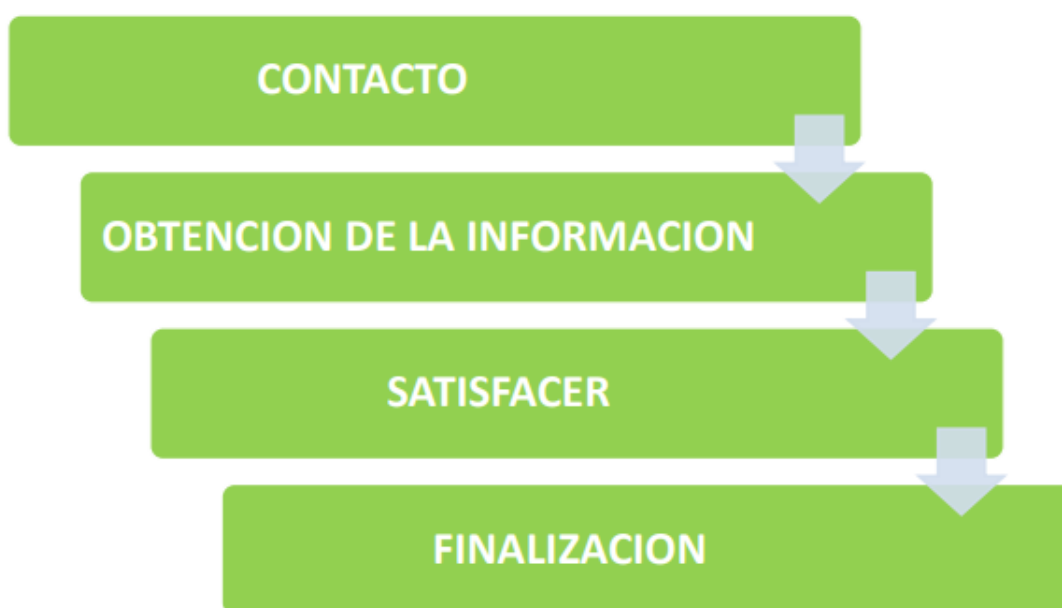 CONTACTO
OBTENCION DE LA INFORMACION
SATISFACER
FINALIZACION